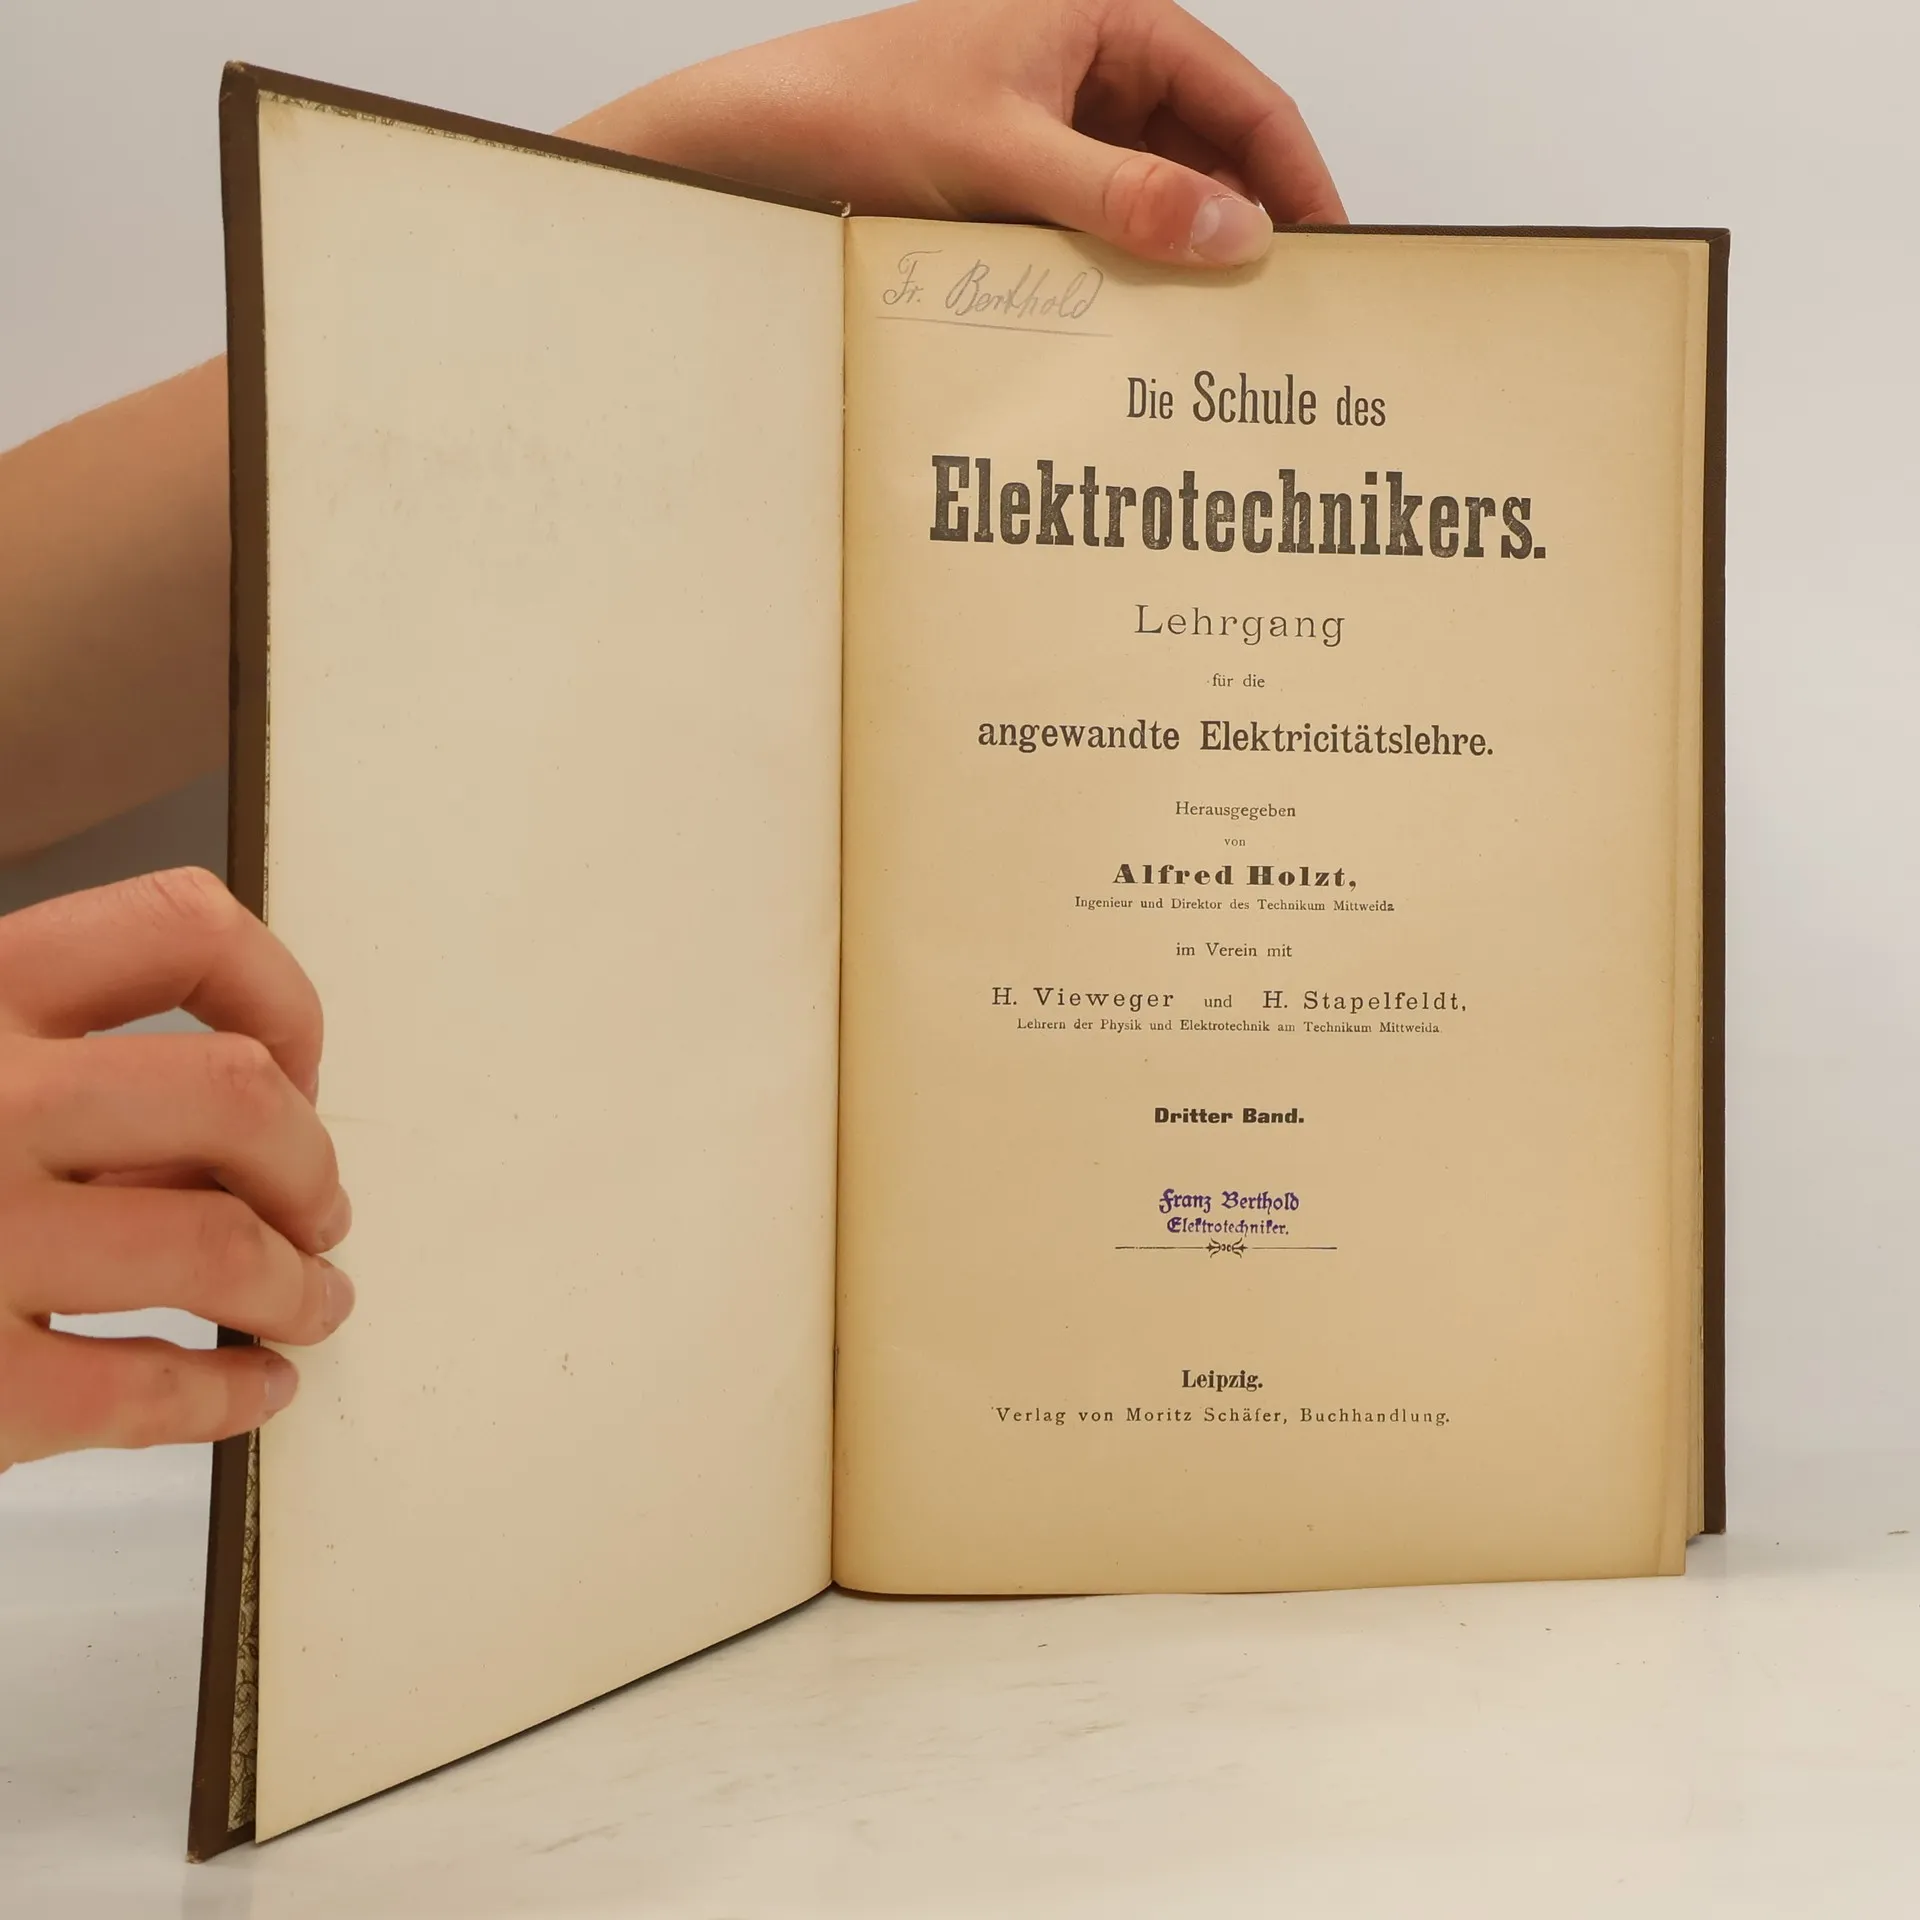 Fr. Berthold
Die Schule des
Elektrotechnikers.
Lehrgang
für die
angewandte Elektricitätslehre.
Herausgegeben
von
Alfred Holzt,
Ingenieur und Direktor des Technikum Mittweida
im Verein mit
H. Vieweger und H. Stapelfeldt,
Lehrern der Physik und Elektrotechnik am Technikum Mittweida
Dritter Band.
Franz Berthold
Elektrotechniker.
Leipzig.
Verlag von Moritz Schäfer, Buchhandlung.